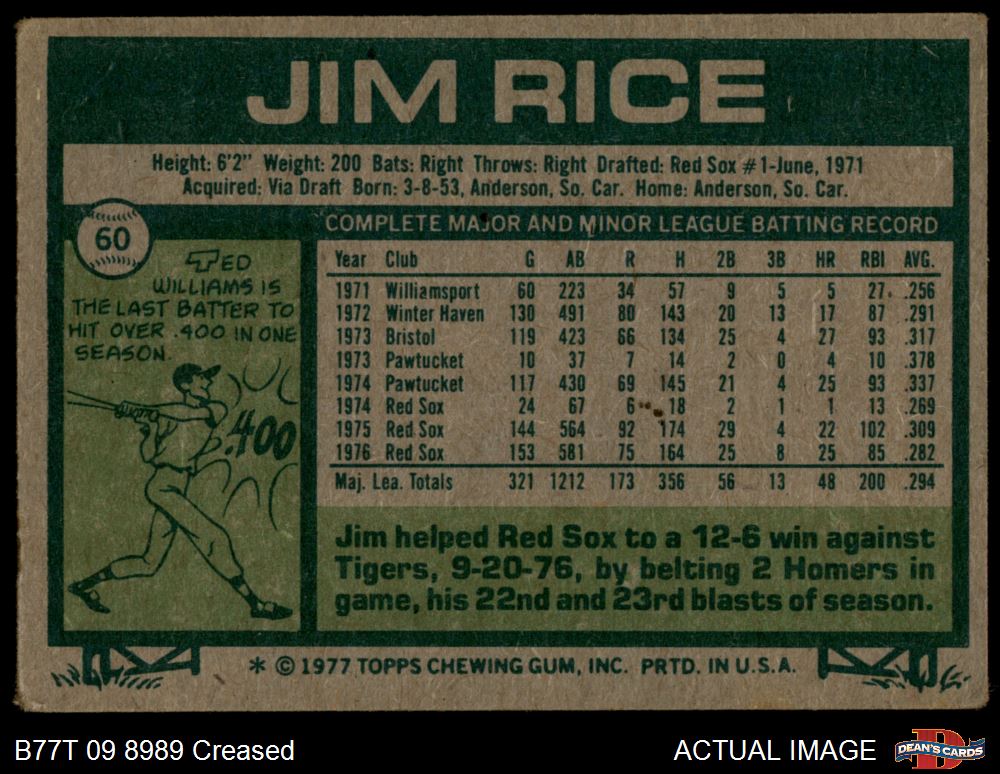 JIM RICE
Height: 6'2" Weight: 200 Bats: Right Throws: Right Drafted: Red Sox #1-June, 1971
Acquired: Via Draft Born: 3-8-53, Anderson, So. Car. Home: Anderson, So. Car.
60
TED
WILLIAMS IS
THE LAST BATTER TO
HIT OVER .400 IN ONE
SEASON.
.400
COMPLETE MAJOR AND MINOR LEAGUE BATTING RECORD
Year Club G AB R H 2B 3B HR RBI AVG.
1971 Williamsport 60 223 34 57 9 5 5 27 .256
1972 Winter Haven 130 491 80 143 20 13 17 87 .291
1973 Bristol 119 423 66 134 25 4 27 93 .317
1973 Pawtucket 10 37 7 14 2 0 4 10 .378
1974 Pawtucket 117 430 69 145 21 4 25 93 .337
1974 Red Sox 24 67 6 18 2 1 1 13 .269
1975 Red Sox 144 564 92 174 29 4 22 102 .309
1976 Red Sox 153 581 75 164 25 8 25 85 .282
Maj. Lea. Totals 321 1212 173 356 56 13 48 200 .294
Jim helped Red Sox to a 12-6 win against
Tigers, 9-20-76, by belting 2 Homers in
game, his 22nd and 23rd blasts of season.
* © 1977 TOPPS CHEWING GUM, INC. PRTD. IN U.S.A.
B77T 09 8989 Creased
ACTUAL IMAGE
D
DEAN'S CARDS